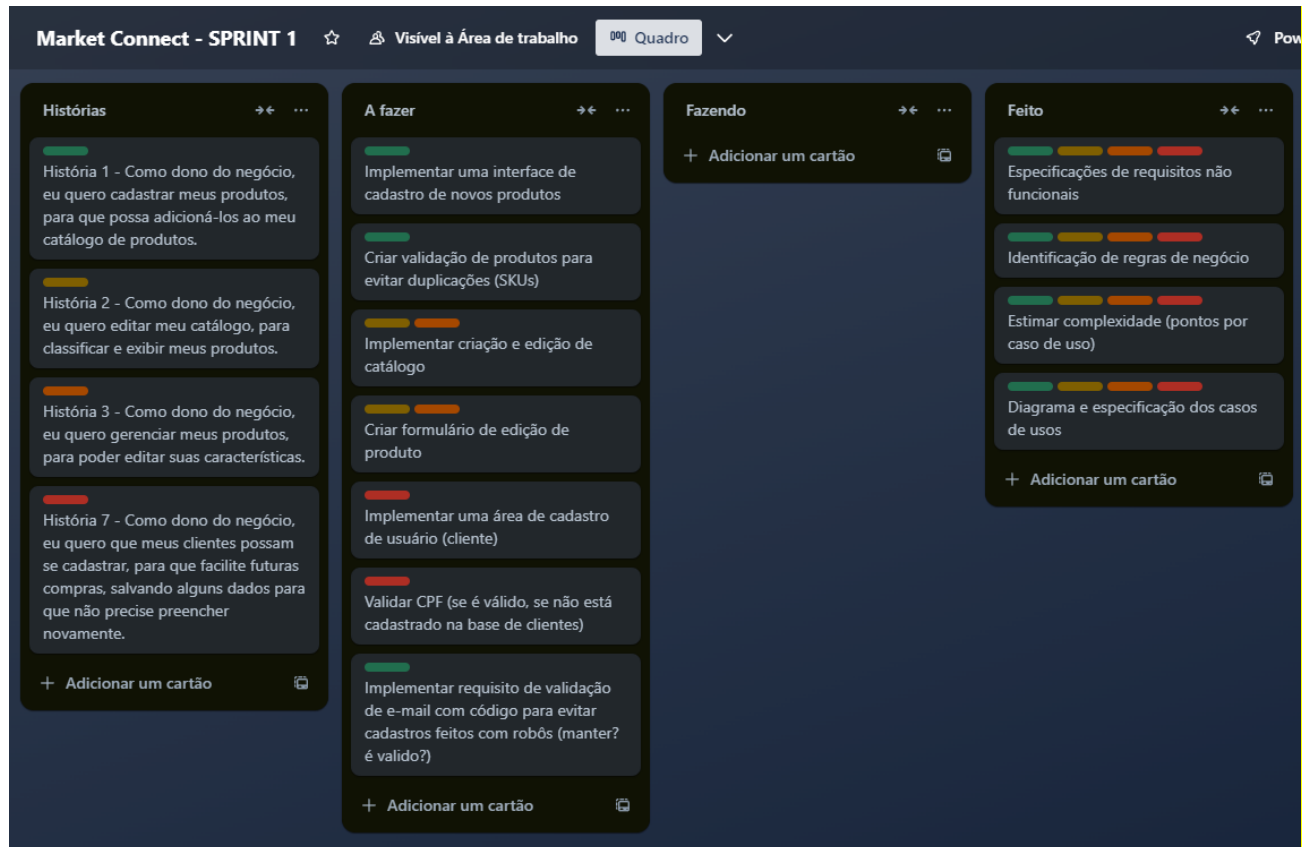 Market Connect - SPRINT 1
Visível à Área de trabalho
Quadro
Pow
Histórias
História 1 - Como dono do negócio,
eu quero cadastrar meus produtos,
para que possa adicioná-los ao meu
catálogo de produtos.
História 2 - Como dono do negócio,
eu quero editar meu catálogo, para
classificar e exibir meus produtos.
História 3 - Como dono do negócio,
eu quero gerenciar meus produtos,
para poder editar suas características.
História 7 - Como dono do negócio,
eu quero que meus clientes possam
se cadastrar, para que facilite futuras
compras, salvando alguns dados para
que não precise preencher
novamente.
Adicionar um cartão
A fazer
Implementar uma interface de
cadastro de novos produtos
Criar validação de produtos para
evitar duplicações (SKUs)
Implementar criação e edição de
catálogo
Criar formulário de edição de
produto
Implementar uma área de cadastro
de usuário (cliente)
Validar CPF (se é válido, se não está
cadastrado na base de clientes)
Implementar requisito de validação
de e-mail com código para evitar
cadastros feitos com robôs (manter?
é valido?)
Adicionar um cartão
Fazendo
Adicionar um cartão
Feito
Especificações de requisitos não
funcionais
Identificação de regras de negócio
Estimar complexidade (pontos por
caso de uso)
Diagrama e especificação dos casos
de usos
Adicionar um cartão